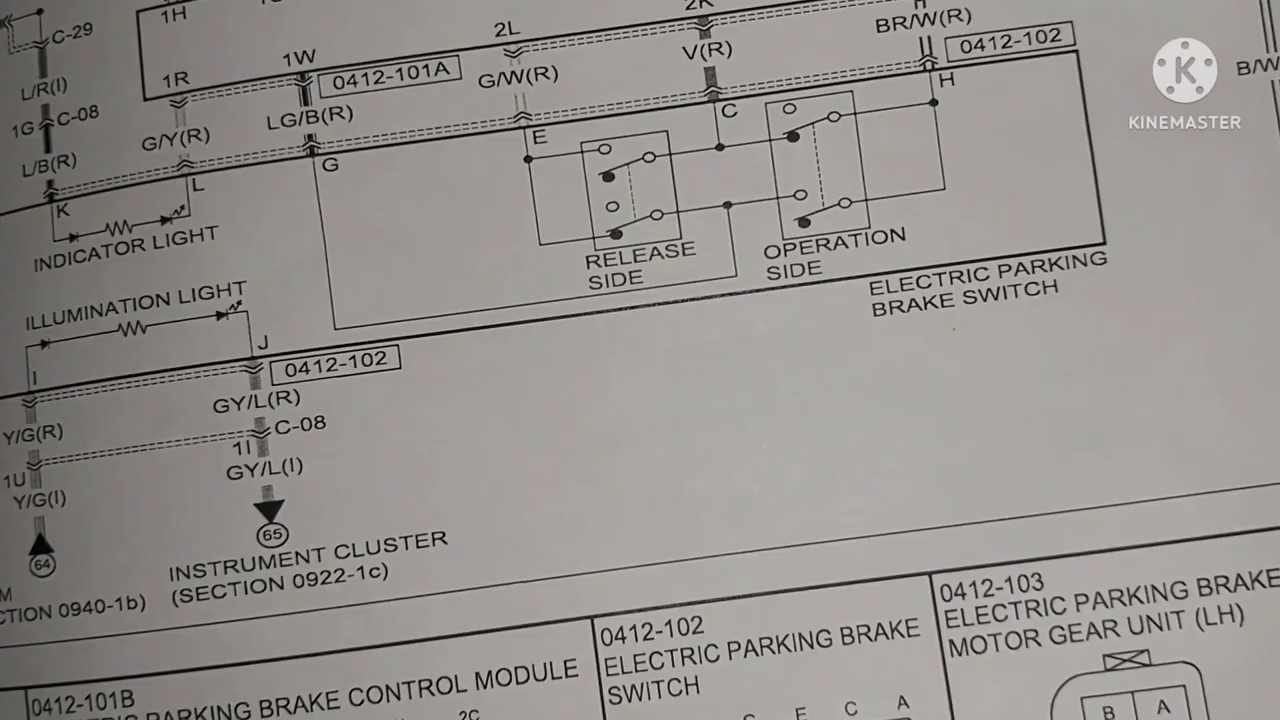 1H
C-29
2L
2K
H
BR/W(R)
0412-102
L/R(I)
1R
1W
0412-101A
G/W(R)
V(R)
B/W
K
KINEMASTER
1G
C-08
G/Y(R)
LG/B(R)
H
L/B(R)
E
C
K
L
G
INDICATOR LIGHT
RELEASE
SIDE
OPERATION
SIDE
ELECTRIC PARKING
BRAKE SWITCH
ILLUMINATION LIGHT
I
J
0412-102
Y/G(R)
GY/L(R)
1U
1I
C-08
Y/G(I)
GY/L(I)
64
65
INSTRUMENT CLUSTER
(SECTION 0922-1c)
M
CTION 0940-1b)
0412-101B
PARKING BRAKE CONTROL MODULE
2C
0412-102
ELECTRIC PARKING BRAKE
SWITCH
E
C
A
0412-103
ELECTRIC PARKING BRAKE
MOTOR GEAR UNIT (LH)
B
A